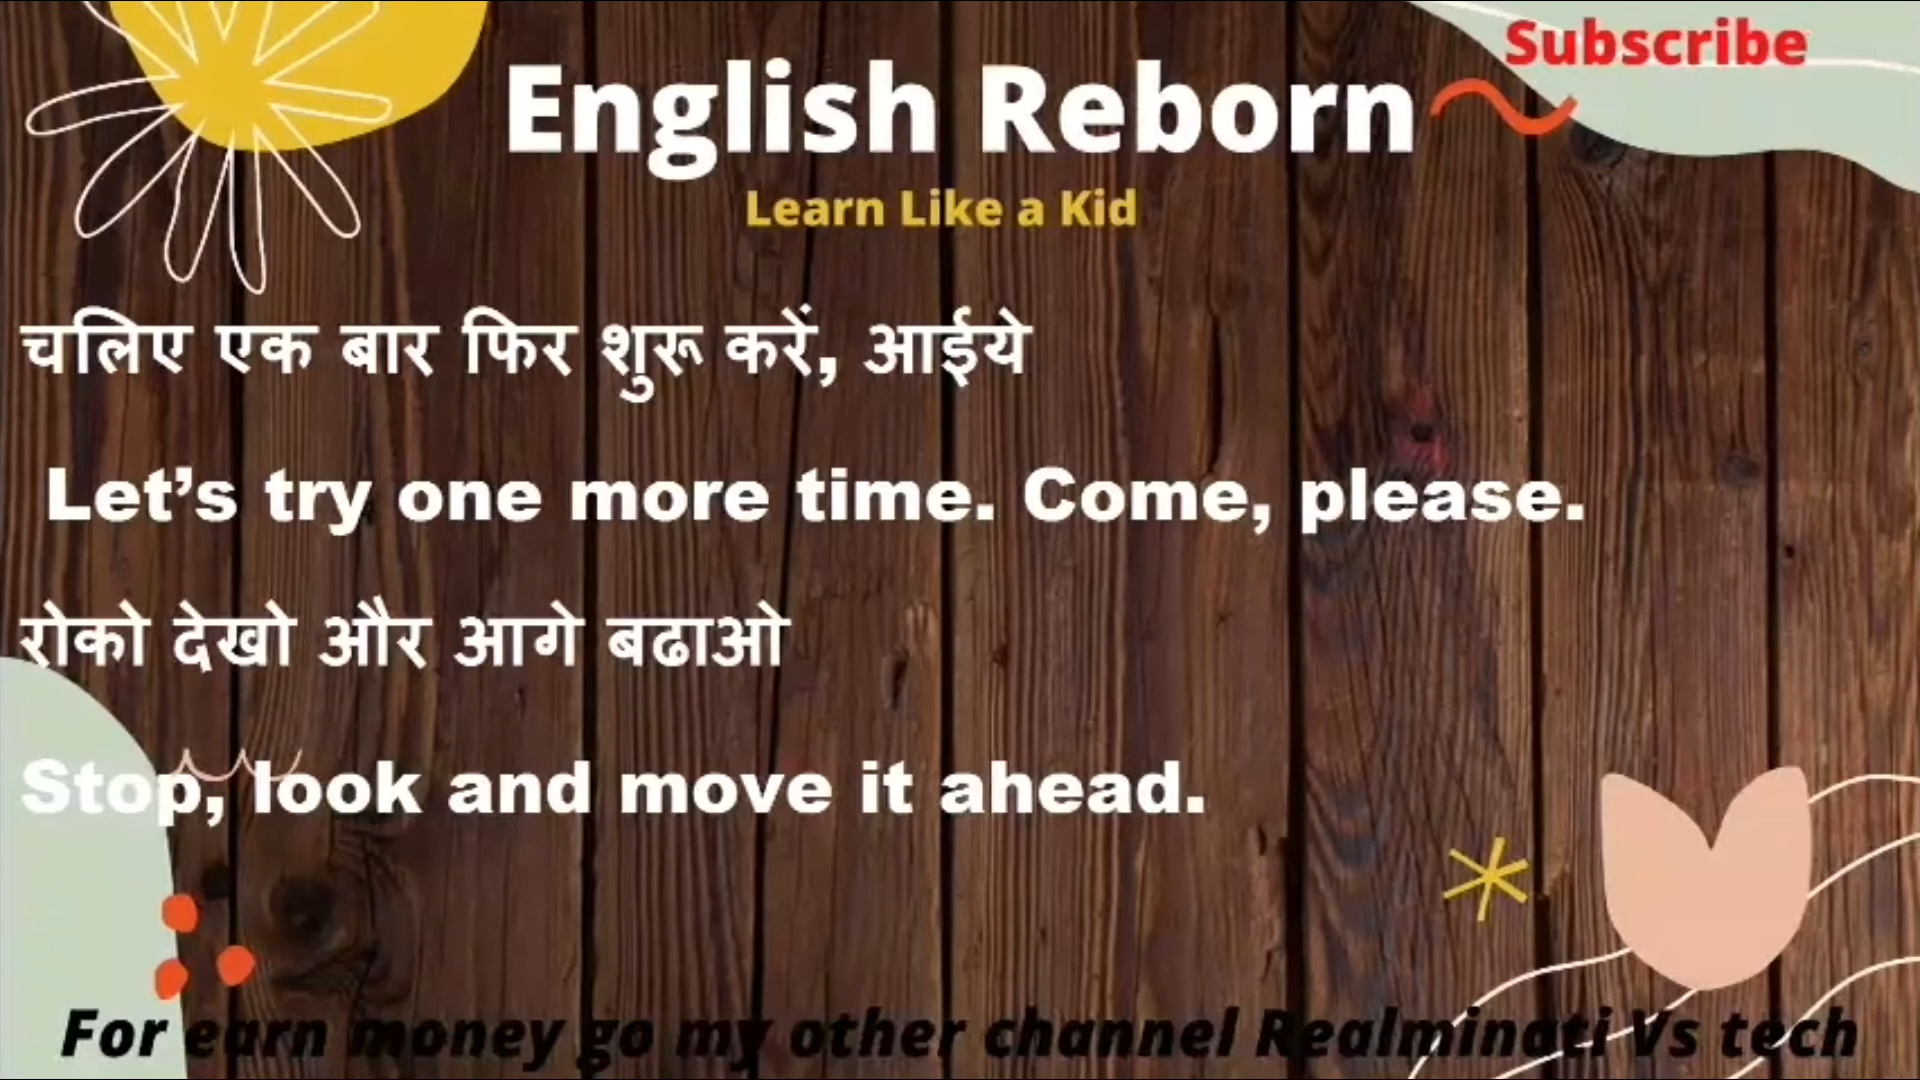 Subscribe
English Reborn
Learn Like a Kid
चलिए एक बार फिर शुरू करें, आईये
Let’s try one more time. Come, please.
रोको देखो और आगे बढाओ
Stop, look and move it ahead.
For earn money go my other channel Realminati Vs tech